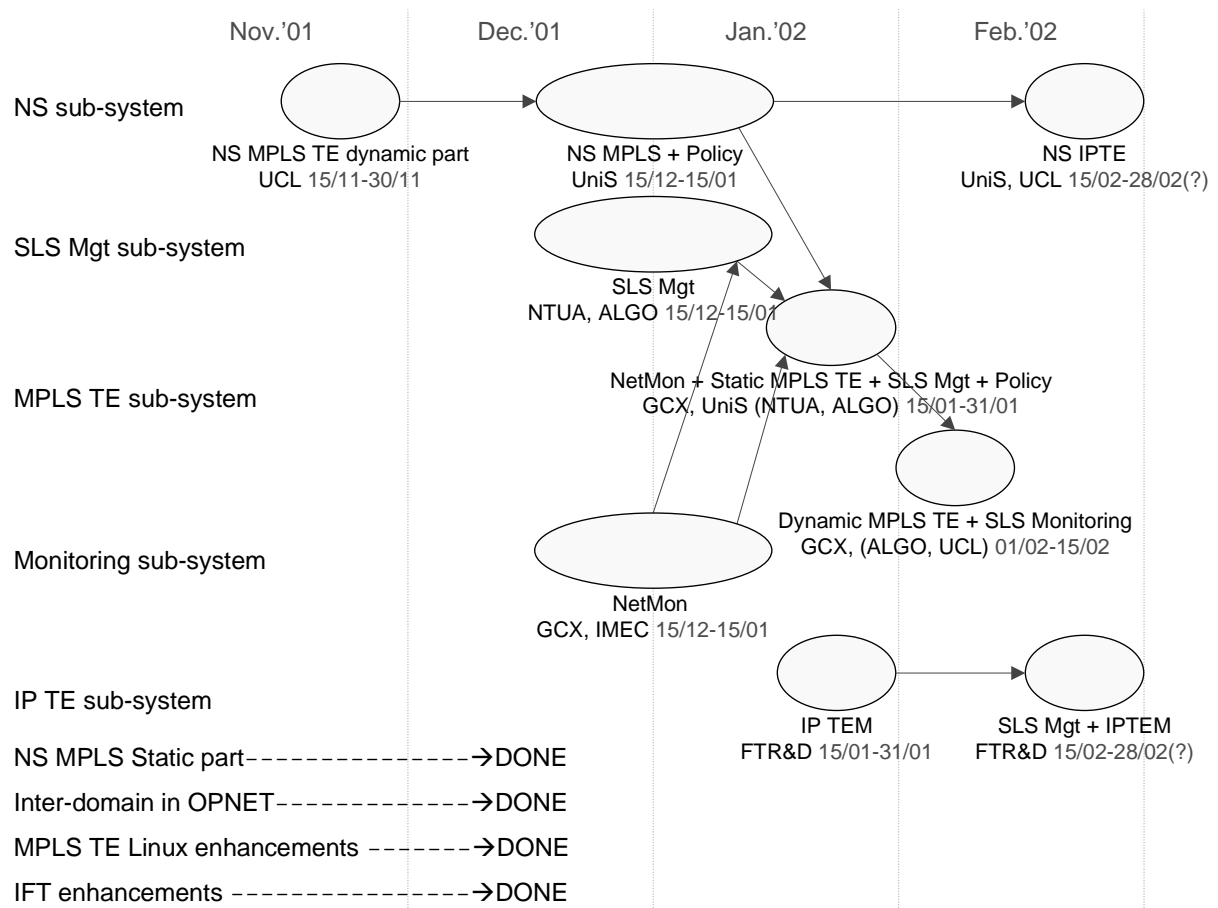 Nov.’01 Dec.’01 Jan.’02 Feb.’02
NS sub-system
NS MPLS TE dynamic part
UCL 15/11-30/11
NS MPLS + Policy
UniS 15/12-15/01
NS IPTE
UniS, UCL 15/02-28/02(?)
SLS Mgt sub-system
SLS Mgt
NTUA, ALGO 15/12-15/01
MPLS TE sub-system
NetMon + Static MPLS TE + SLS Mgt + Policy
GCX, UniS (NTUA, ALGO) 15/01-31/01
Dynamic MPLS TE + SLS Monitoring
GCX, (ALGO, UCL) 01/02-15/02
Monitoring sub-system
NetMon
GCX, IMEC 15/12-15/01
IP TE sub-system
IP TEM
FTR&D 15/01-31/01
SLS Mgt + IPTEM
FTR&D 15/02-28/02(?)
NS MPLS Static part---------------→DONE
Inter-domain in OPNET-------------→DONE
MPLS TE Linux enhancements -------→DONE
IFT enhancements -----------------→DONE